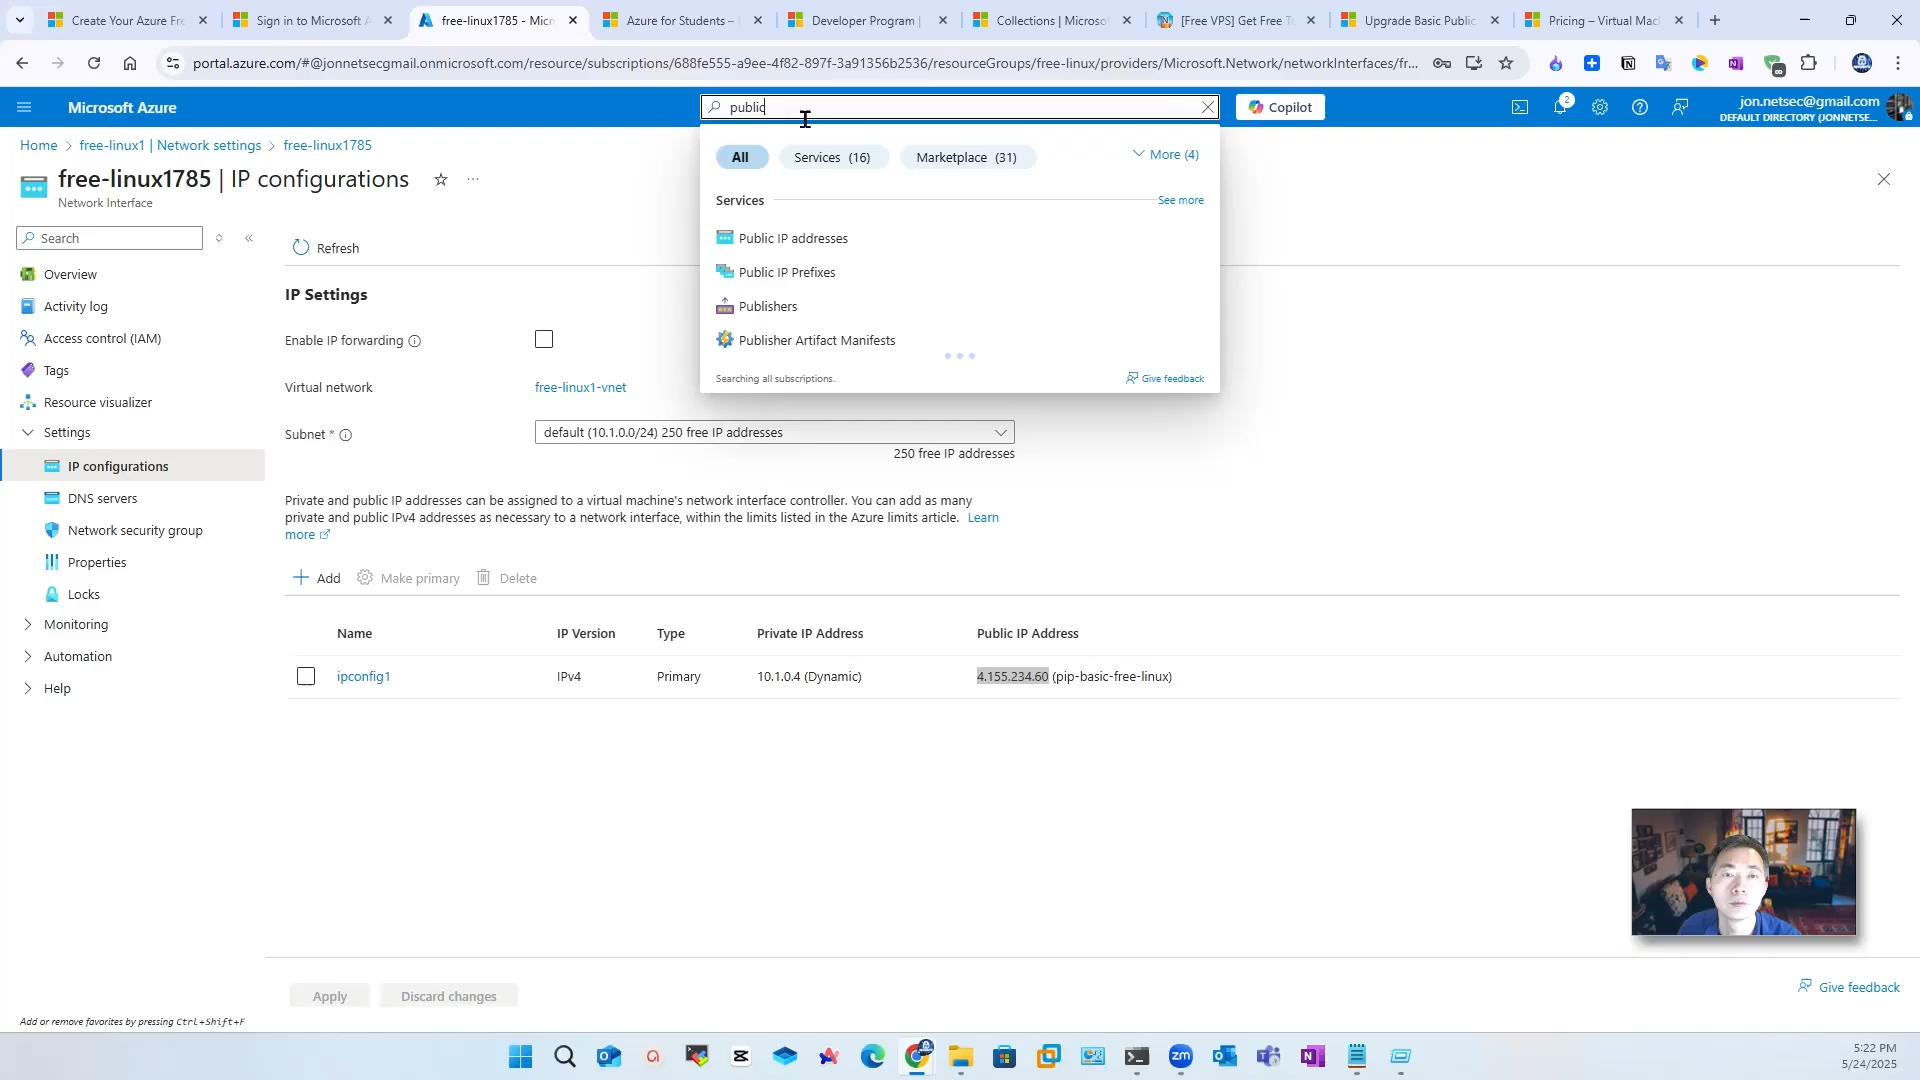 Create Your Azure Fre
Sign in to Microsoft A
free-linux1785 - Micr
Azure for Students –
Developer Program |
Collections | Microso
[Free VPS] Get Free T
Upgrade Basic Public
Pricing – Virtual Mac
portal.azure.com/#@jonnetsecgmail.onmicrosoft.com/resource/subscriptions/688fe555-a9ee-4f82-897f-3a91356b2536/resourceGroups/free-linux/providers/Microsoft.Network/networkInterfaces/fr...
Microsoft Azure
public
Copilot
2
jon.netsec@gmail.com
DEFAULT DIRECTORY (JONNETSE...
Home > free-linux1 | Network settings > free-linux1785
free-linux1785 | IP configurations
Network Interface
All
Services (16)
Marketplace (31)
More (4)
Services
See more
Public IP addresses
Public IP Prefixes
Publishers
Publisher Artifact Manifests
Searching all subscriptions.
Give feedback
Search
Overview
Activity log
Access control (IAM)
Tags
Resource visualizer
Settings
IP configurations
DNS servers
Network security group
Properties
Locks
Monitoring
Automation
Help
Refresh
IP Settings
Enable IP forwarding
Virtual network
free-linux1-vnet
Subnet *
default (10.1.0.0/24) 250 free IP addresses
250 free IP addresses
Private and public IP addresses can be assigned to a virtual machine's network interface controller. You can add as many
private and public IPv4 addresses as necessary to a network interface, within the limits listed in the Azure limits article. Learn
more
Add
Make primary
Delete
Name
IP Version
Type
Private IP Address
Public IP Address
ipconfig1
IPv4
Primary
10.1.0.4 (Dynamic)
4.155.234.60 (pip-basic-free-linux)
Apply
Discard changes
Give feedback
Add or remove favorites by pressing Ctrl+Shift+F
zm
5:22 PM
5/24/2025